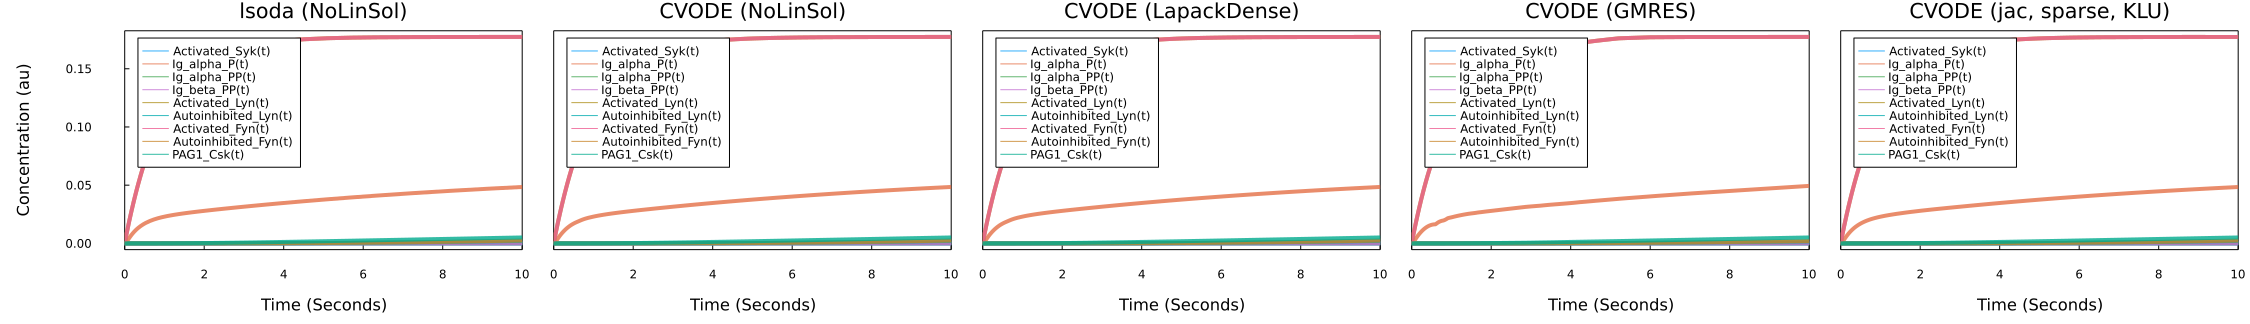 lsoda (NoLinSol)
Concentration (au)
0.15
0.10
0.05
0.00
Activated_Syk(t)
Ig_alpha_P(t)
Ig_alpha_PP(t)
Ig_beta_PP(t)
Activated_Lyn(t)
Autoinhibited_Lyn(t)
Activated_Fyn(t)
Autoinhibited_Fyn(t)
PAG1_Csk(t)
0 2 4 6 8 10
Time (Seconds)
CVODE (NoLinSol)
Activated_Syk(t)
Ig_alpha_P(t)
Ig_alpha_PP(t)
Ig_beta_PP(t)
Activated_Lyn(t)
Autoinhibited_Lyn(t)
Activated_Fyn(t)
Autoinhibited_Fyn(t)
PAG1_Csk(t)
0 2 4 6 8 10
Time (Seconds)
CVODE (LapackDense)
Activated_Syk(t)
Ig_alpha_P(t)
Ig_alpha_PP(t)
Ig_beta_PP(t)
Activated_Lyn(t)
Autoinhibited_Lyn(t)
Activated_Fyn(t)
Autoinhibited_Fyn(t)
PAG1_Csk(t)
0 2 4 6 8 10
Time (Seconds)
CVODE (GMRES)
Activated_Syk(t)
Ig_alpha_P(t)
Ig_alpha_PP(t)
Ig_beta_PP(t)
Activated_Lyn(t)
Autoinhibited_Lyn(t)
Activated_Fyn(t)
Autoinhibited_Fyn(t)
PAG1_Csk(t)
0 2 4 6 8 10
Time (Seconds)
CVODE (jac, sparse, KLU)
Activated_Syk(t)
Ig_alpha_P(t)
Ig_alpha_PP(t)
Ig_beta_PP(t)
Activated_Lyn(t)
Autoinhibited_Lyn(t)
Activated_Fyn(t)
Autoinhibited_Fyn(t)
PAG1_Csk(t)
0 2 4 6 8 10
Time (Seconds)